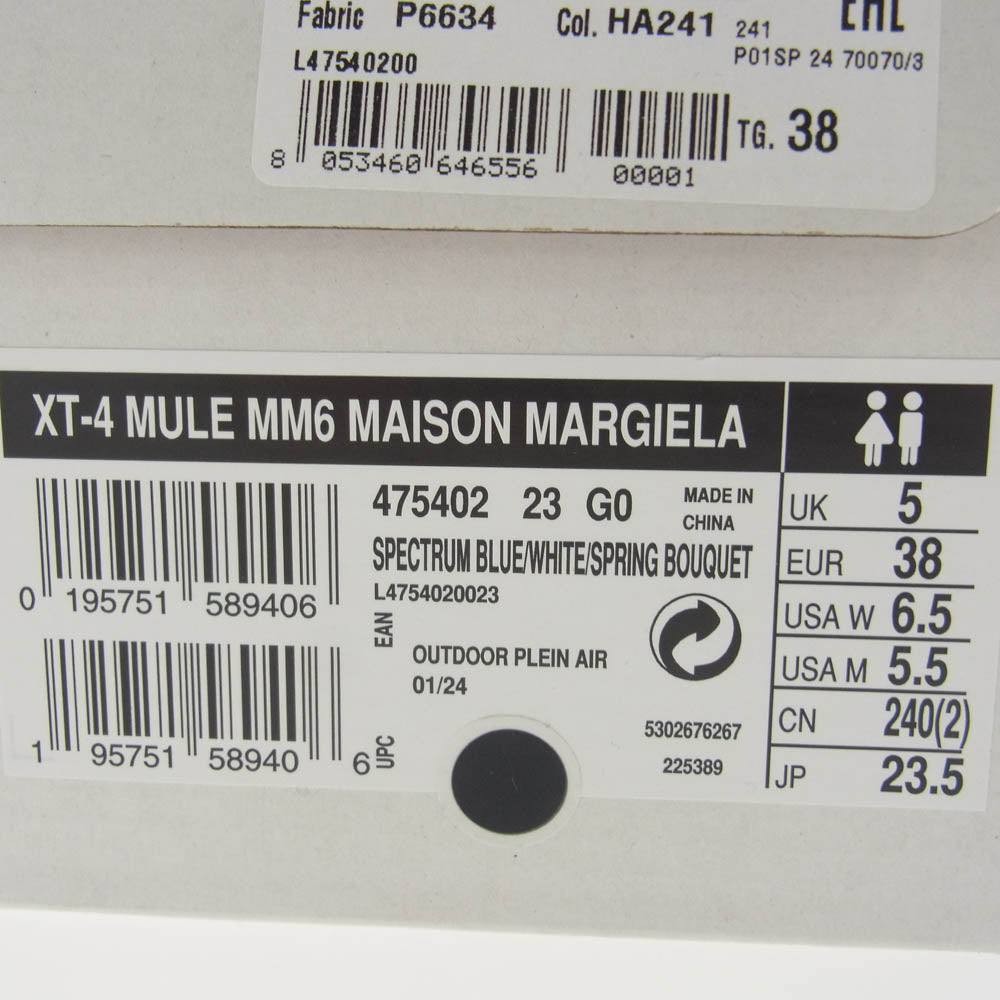 Fabric P6634 Col. HA241 241 EAC
L47540200 P01SP 24 70070/3
TG. 38
8 053460 646556 00001
XT-4 MULE MM6 MAISON MARGIELA
475402 23 G0 MADE IN CHINA
SPECTRUM BLUE/WHITE/SPRING BOUQUET
L4754020023
0 195751 589406
EAN
OUTDOOR PLEIN AIR
01/24
1 95751 58940 6
UPC
5302676267
225389
UK 5
EUR 38
USA W 6.5
USA M 5.5
CN 240(2)
JP 23.5